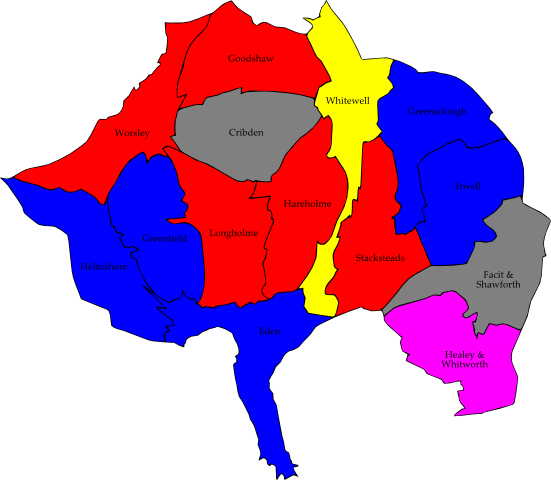 Goodshaw
Whitewell
Greensclough
Worsley
Cribden
Irwell
Hareholme
Longholme
Greenfield
Stacksteads
Helmshore
Facit &
Shawforth
Eden
Healey &
Whitworth